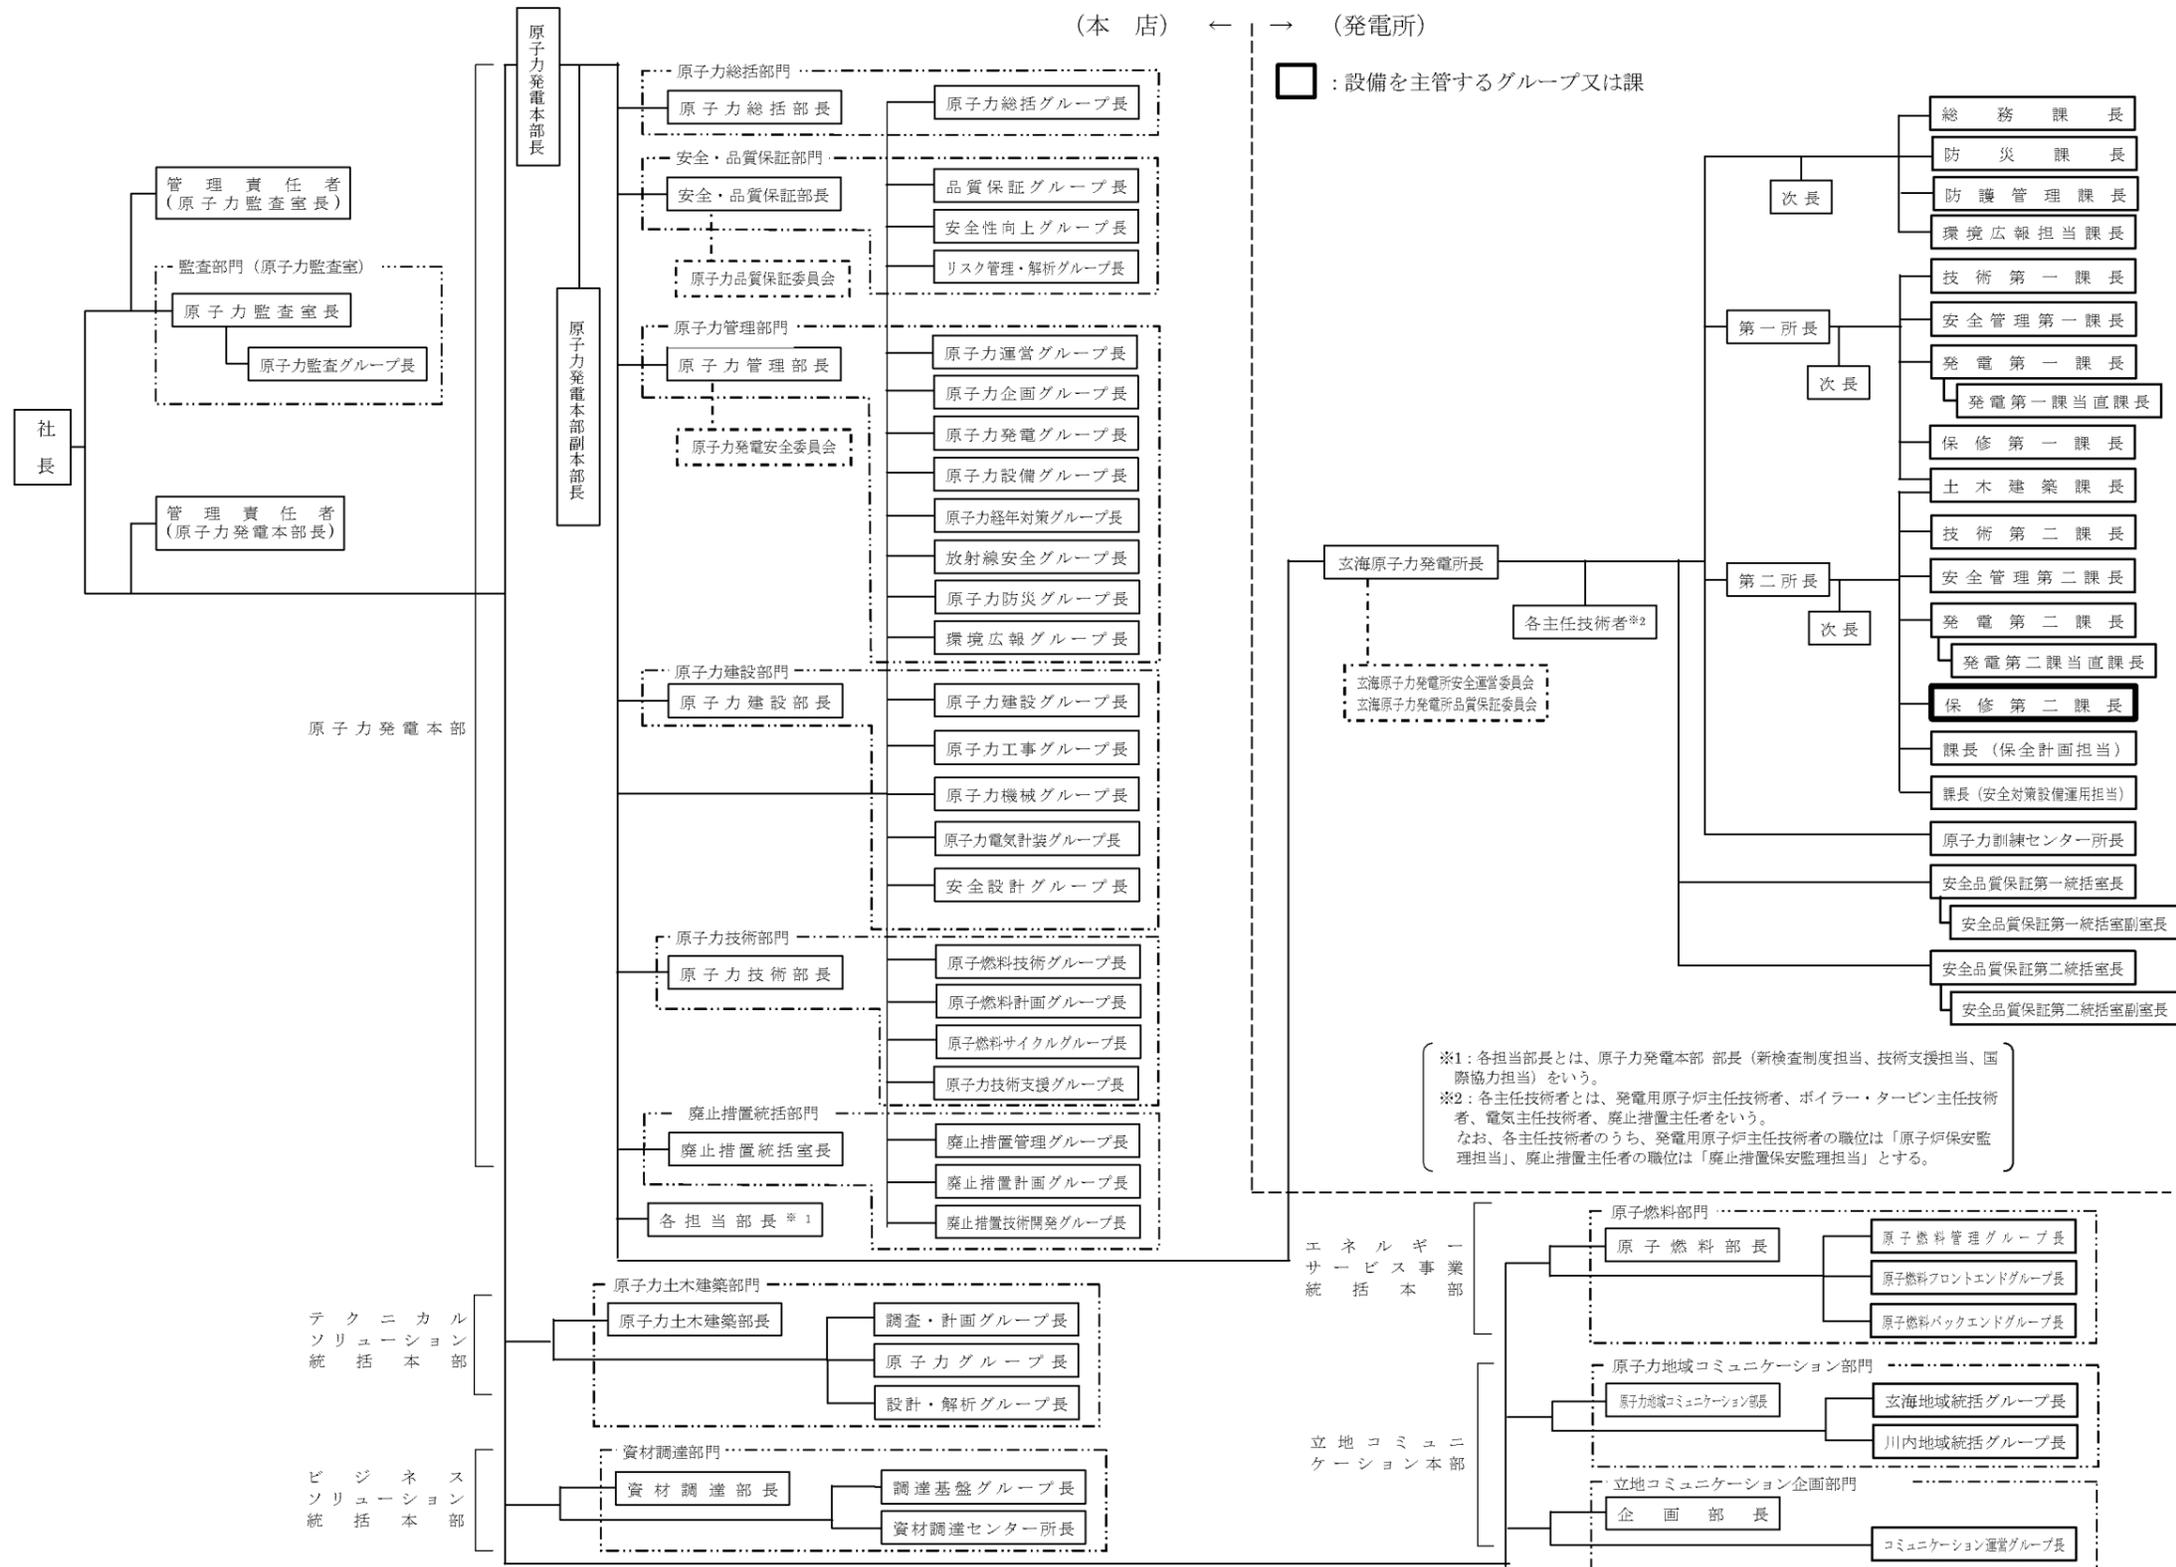 （本　店）　←　→　（発電所）
：設備を主管するグループ又は課
社長
管理責任者
(原子力監査室長)
監査部門（原子力監査室）
原子力監査室長
原子力監査グループ長
管理責任者
(原子力発電本部長)
原子力発電本部
原子力発電本部長
原子力発電本部副本部長
原子力総括部門
原子力総括部長
原子力総括グループ長
安全・品質保証部門
安全・品質保証部長
原子力品質保証委員会
品質保証グループ長
安全性向上グループ長
リスク管理・解析グループ長
原子力管理部門
原子力管理部長
原子力発電安全委員会
原子力運営グループ長
原子力企画グループ長
原子力発電グループ長
原子力設備グループ長
原子力経年対策グループ長
放射線安全グループ長
原子力防災グループ長
環境広報グループ長
原子力建設部門
原子力建設部長
原子力建設グループ長
原子力工事グループ長
原子力機械グループ長
原子力電気計装グループ長
安全設計グループ長
原子力技術部門
原子力技術部長
原子燃料技術グループ長
原子燃料計画グループ長
原子燃料サイクルグループ長
原子力技術支援グループ長
廃止措置統括部門
廃止措置統括室長
廃止措置管理グループ長
廃止措置計画グループ長
廃止措置技術開発グループ長
各担当部長※1
テクニカル
ソリューション
統括本部
原子力土木建築部門
原子力土木建築部長
調査・計画グループ長
原子力グループ長
設計・解析グループ長
ビジネス
ソリューション
統括本部
資材調達部門
資材調達部長
調達基盤グループ長
資材調達センター所長
玄海原子力発電所長
各主任技術者※2
玄海原子力発電所安全運営委員会
玄海原子力発電所品質保証委員会
次長
総務課長
防災課長
防護管理課長
環境広報担当課長
第一所長
次長
技術第一課長
安全管理第一課長
発電第一課長
発電第一課当直課長
保修第一課長
土木建築課長
第二所長
次長
技術第二課長
安全管理第二課長
発電第二課長
発電第二課当直課長
保修第二課長
課長（保全計画担当）
課長（安全対策設備運用担当）
原子力訓練センター所長
安全品質保証第一統括室長
安全品質保証第一統括室副室長
安全品質保証第二統括室長
安全品質保証第二統括室副室長
※1：各担当部長とは、原子力発電本部 部長（新検査制度担当、技術支援担当、国
際協力担当）をいう。
※2：各主任技術者とは、発電用原子炉主任技術者、ボイラー・タービン主任技術
者、電気主任技術者、廃止措置主任者をいう。
なお、各主任技術者のうち、発電用原子炉主任技術者の職位は「原子炉保安監
理担当」、廃止措置主任者の職位は「廃止措置保安監理担当」とする。
エネルギー
サービス事業
統括本部
原子燃料部門
原子燃料部長
原子燃料管理グループ長
原子燃料フロントエンドグループ長
原子燃料バックエンドグループ長
立地コミュニ
ケーション本部
原子力地域コミュニケーション部門
原子力地域コミュニケーション部長
玄海地域統括グループ長
川内地域統括グループ長
立地コミュニケーション企画部門
企画部長
コミュニケーション運営グループ長